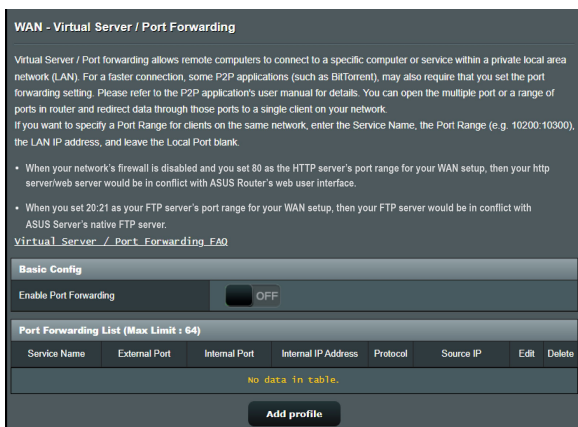 WAN - Virtual Server / Port Forwarding
Virtual Server / Port forwarding allows remote computers to connect to a specific computer or service within a private local area
network (LAN). For a faster connection, some P2P applications (such as BitTorrent), may also require that you set the port
forwarding setting. Please refer to the P2P application's user manual for details. You can open the multiple port or a range of
ports in router and redirect data through those ports to a single client on your network.
If you want to specify a Port Range for clients on the same network, enter the Service Name, the Port Range (e.g. 10200:10300),
the LAN IP address, and leave the Local Port blank.
• When your network's firewall is disabled and you set 80 as the HTTP server's port range for your WAN setup, then your http
server/web server would be in conflict with ASUS Router's web user interface.
• When you set 20:21 as your FTP server's port range for your WAN setup, then your FTP server would be in conflict with
ASUS Server's native FTP server.
Virtual Server / Port Forwarding FAQ
Basic Config
Enable Port Forwarding OFF
Port Forwarding List (Max Limit : 64)
Service Name External Port Internal Port Internal IP Address Protocol Source IP Edit Delete
No data in table.
Add profile